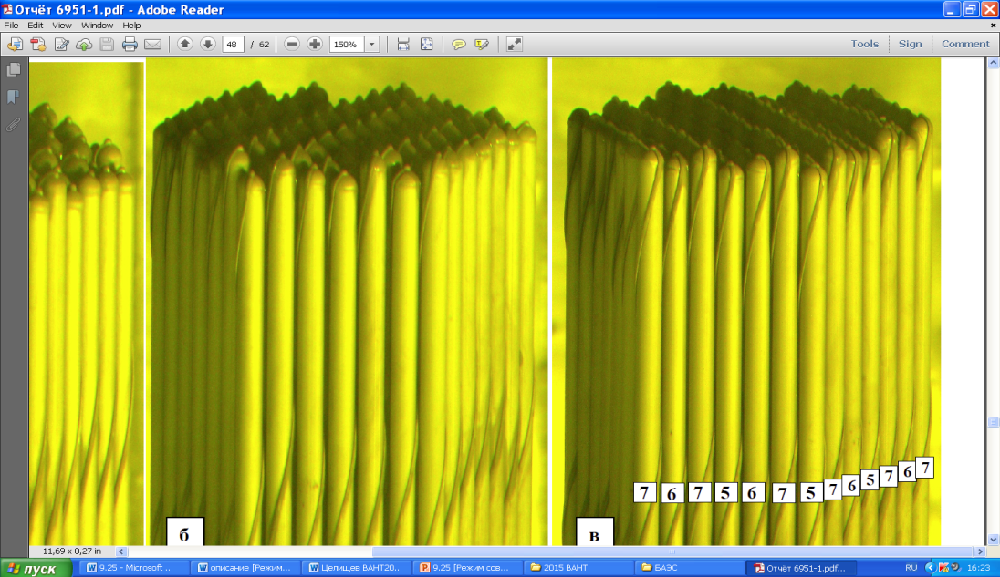 Отчёт 6951-1.pdf - Adobe Reader
File Edit View Window Help
48 / 62 150% Tools Sign Comment
7 6 7 5 6 7 5 7 6 5 7 6 7
б в
11,69 x 8,27 in
пуск 9.25 - Microsoft ... описание [Режим... Целищев ВАНТ20... 9.25 [Режим сов... 2015 ВАНТ БАЭС Отчёт 6951-1.pdf... RU 16:23